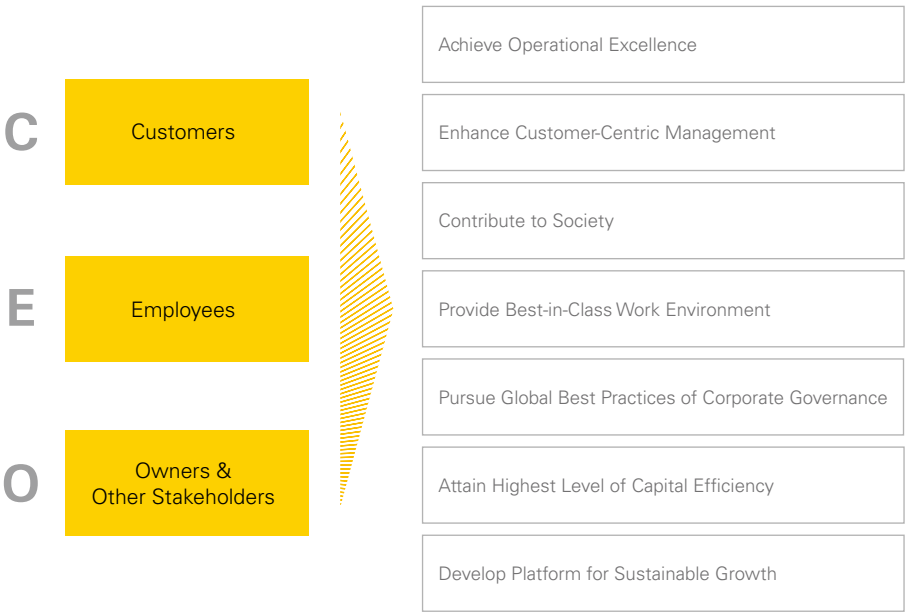 C
Customers
E
Employees
O
Owners &
Other Stakeholders
Achieve Operational Excellence
Enhance Customer-Centric Management
Contribute to Society
Provide Best-in-Class Work Environment
Pursue Global Best Practices of Corporate Governance
Attain Highest Level of Capital Efficiency
Develop Platform for Sustainable Growth